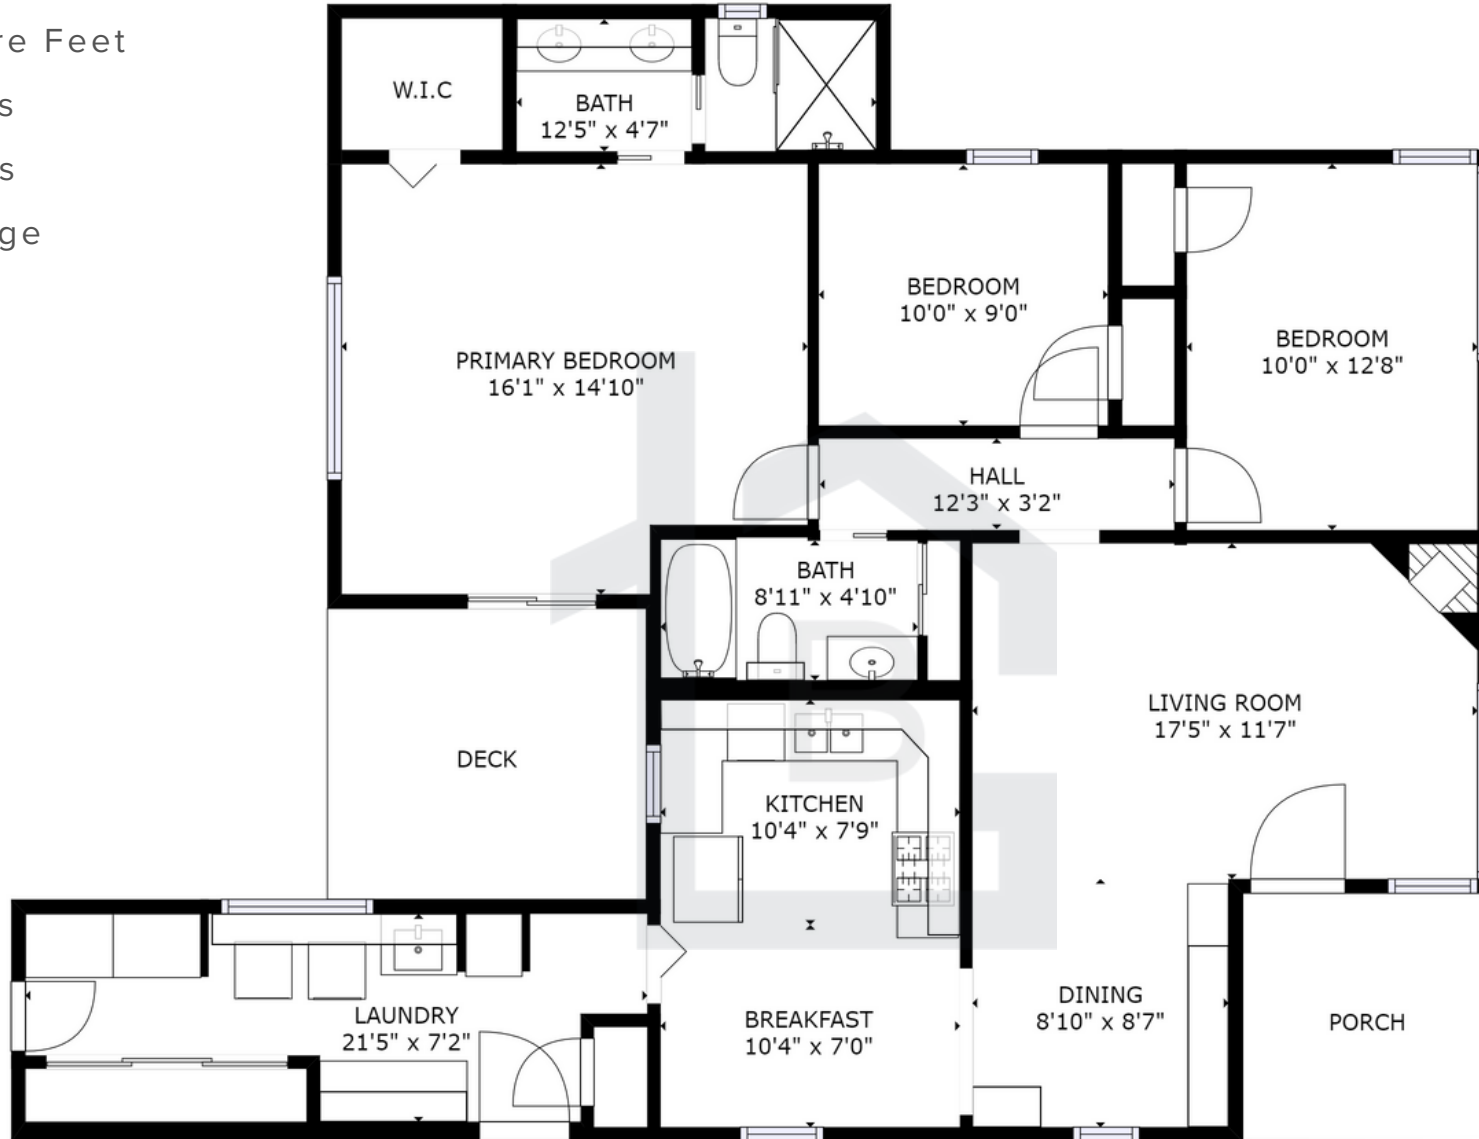 re Feet
s
s
ge
W.I.C
BATH
12'5" x 4'7"
BEDROOM
10'0" x 9'0"
BEDROOM
10'0" x 12'8"
PRIMARY BEDROOM
16'1" x 14'10"
HALL
12'3" x 3'2"
BATH
8'11" x 4'10"
LIVING ROOM
17'5" x 11'7"
DECK
B
KITCHEN
10'4" x 7'9"
LAUNDRY
21'5" x 7'2"
BREAKFAST
10'4" x 7'0"
DINING
8'10" x 8'7"
PORCH